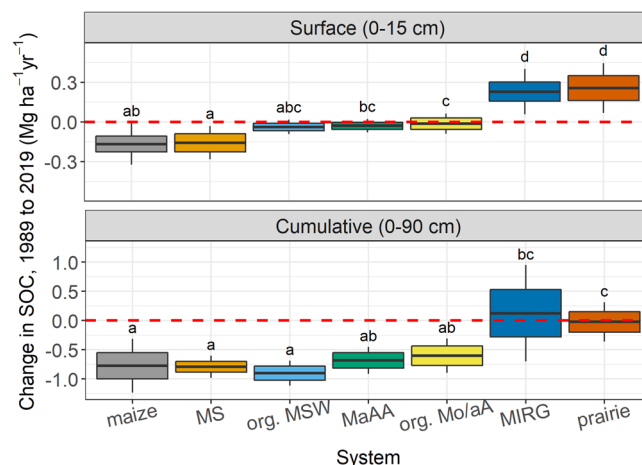 Surface (0-15 cm)
0.3
0.0
-0.3
ab
a
abc
bc
c
d
d
Cumulative (0-90 cm)
1.0
0.5
0.0
-0.5
-1.0
a
a
a
ab
ab
bc
c
Change in SOC, 1989 to 2019 (Mg ha⁻¹yr⁻¹)
maize
MS
org. MSW
MaAA
org. Mo/aA
MIRG
prairie
System